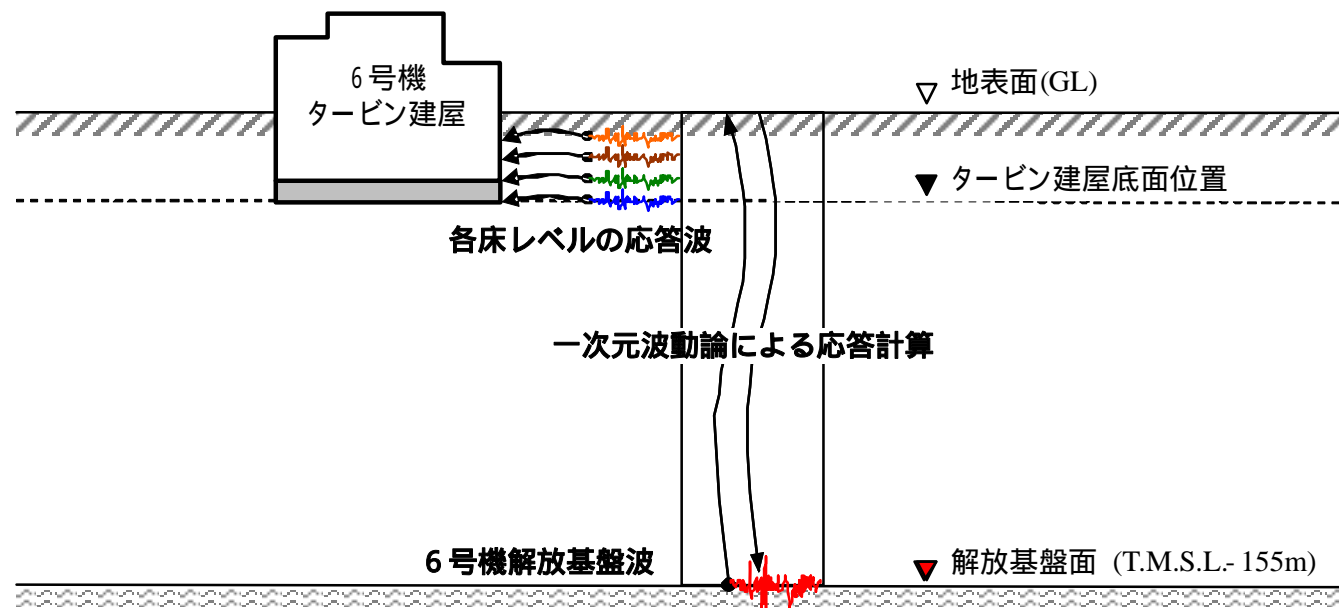 6号機
タービン建屋
▽ 地表面(GL)
▼ タービン建屋底面位置
各床レベルの応答波
一次元波動論による応答計算
6号機解放基盤波
▼ 解放基盤面 (T.M.S.L.- 155m)